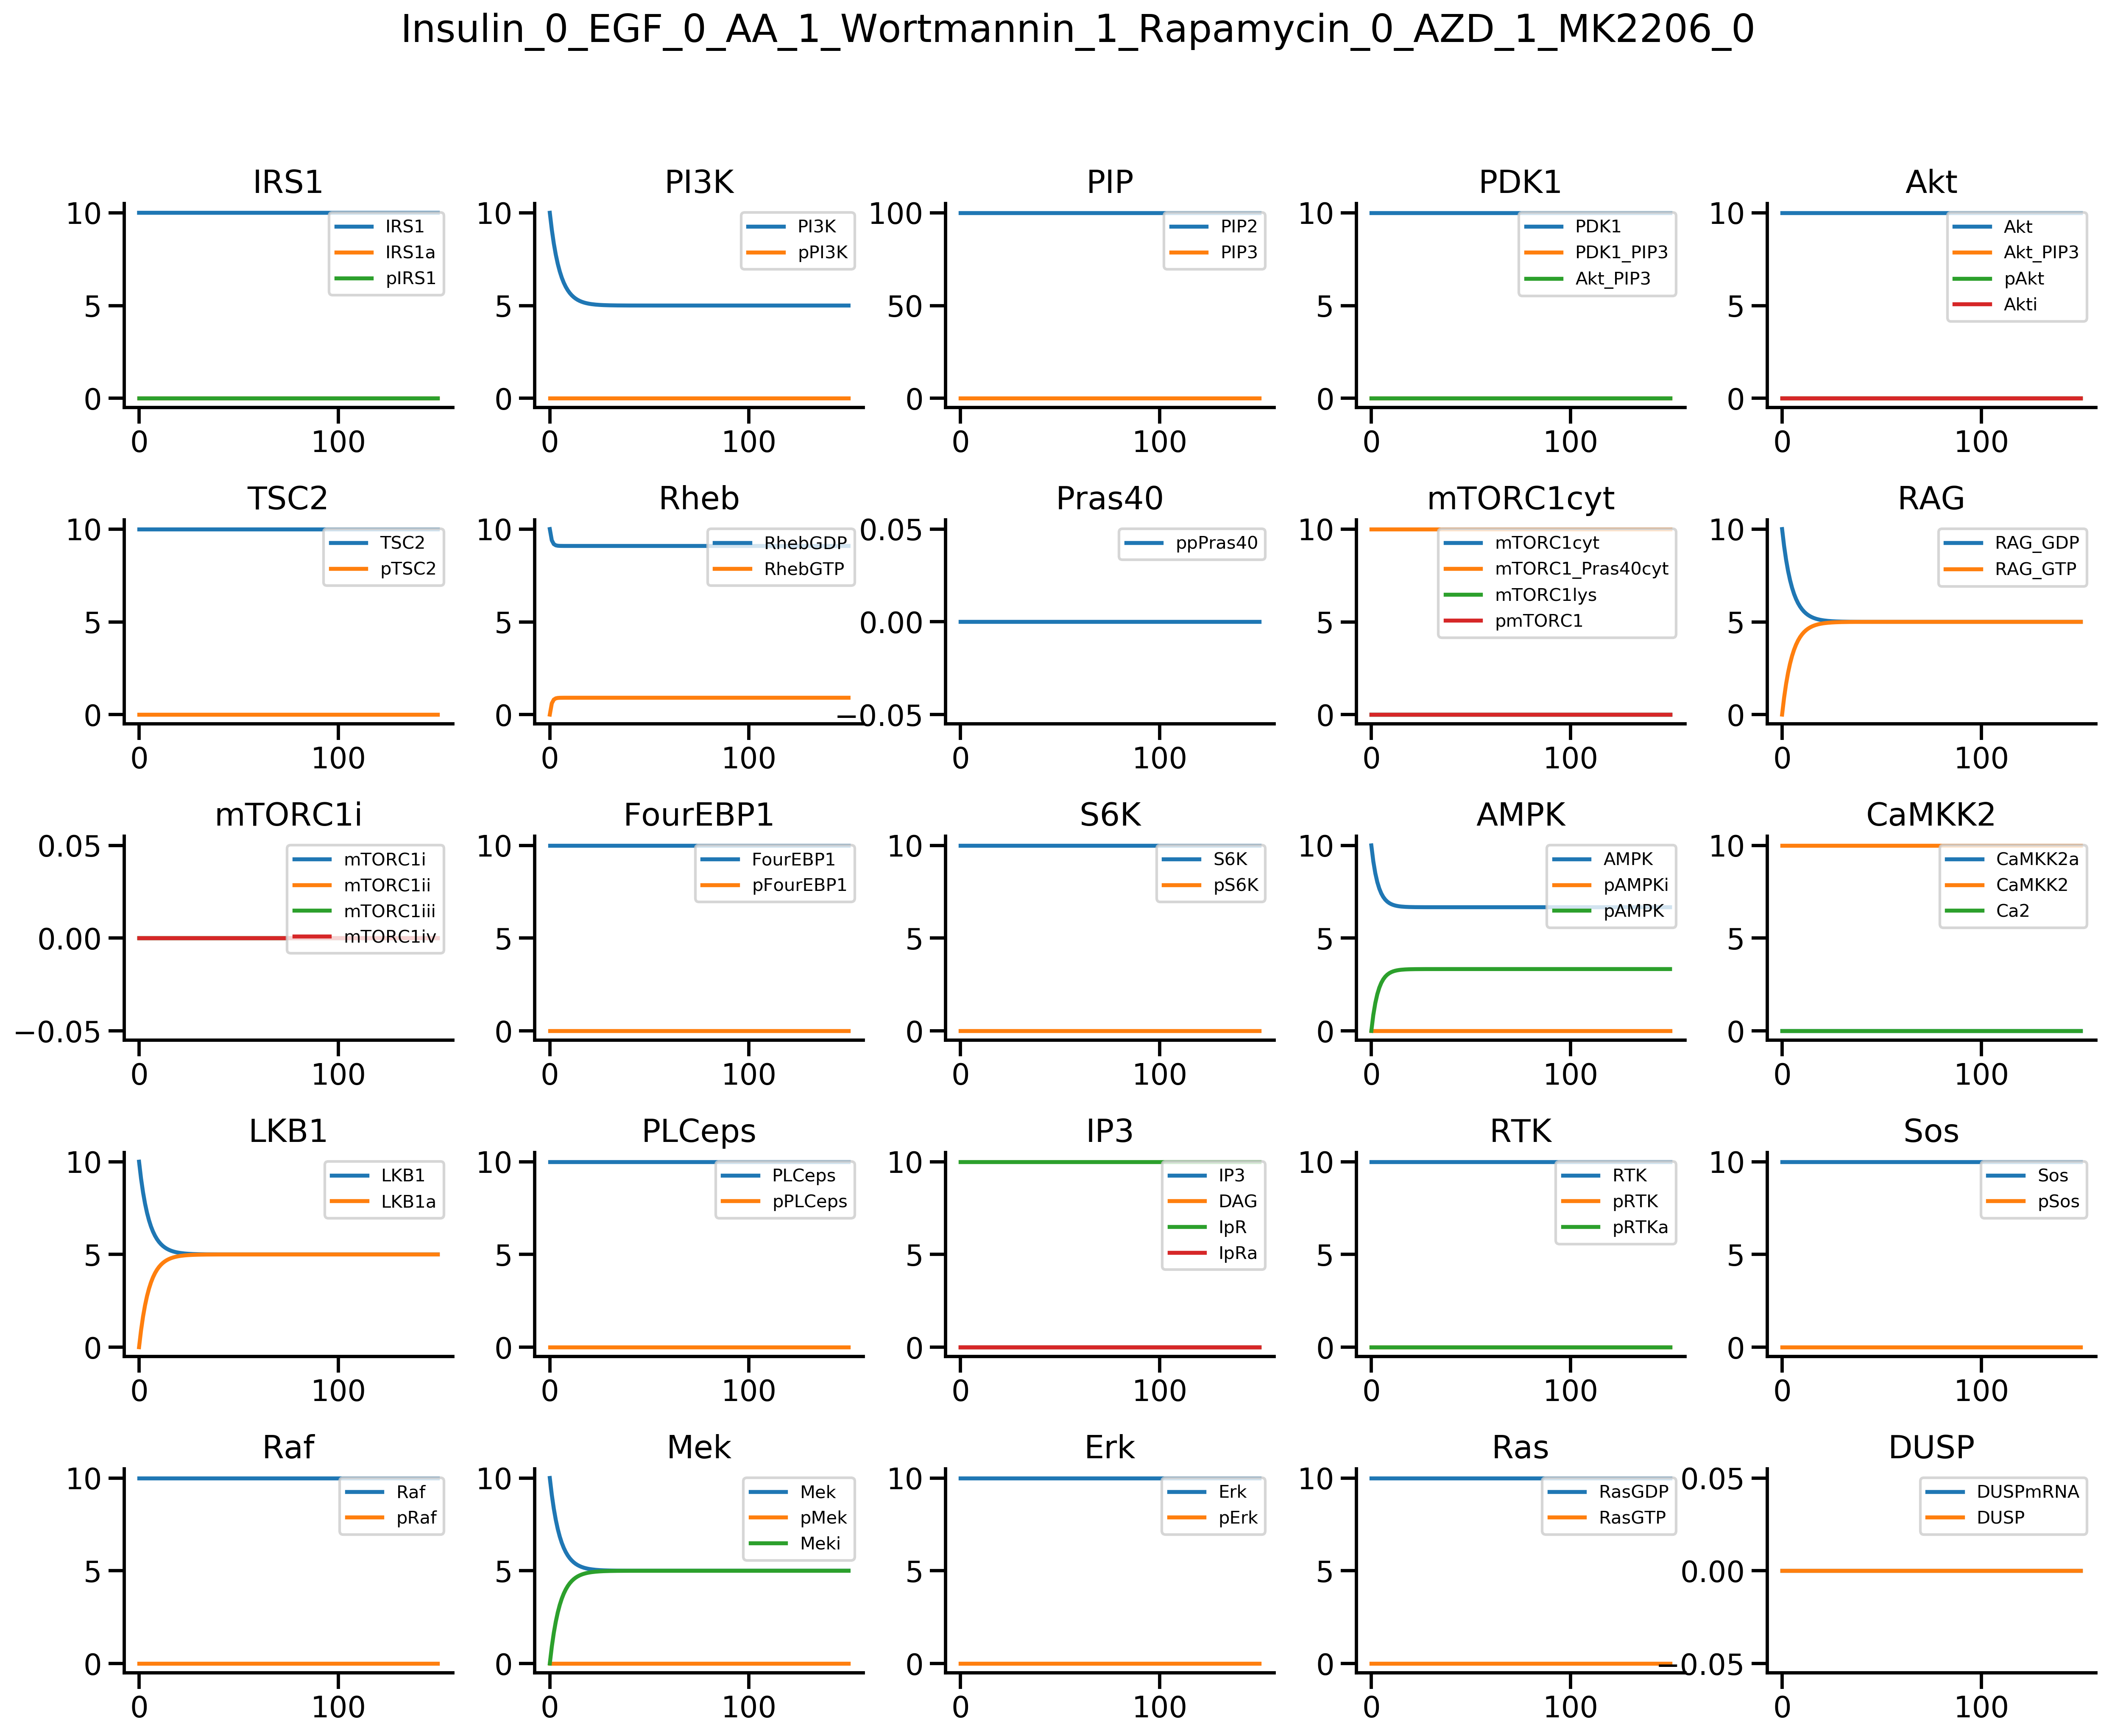 Insulin_0_EGF_0_AA_1_Wortmannin_1_Rapamycin_0_AZD_1_MK2206_0
IRS1
10
5
0
0
100
IRS1
IRS1a
pIRS1
PI3K
10
5
0
0
100
PI3K
pPI3K
PIP
100
50
0
0
100
PIP2
PIP3
PDK1
10
5
0
0
100
PDK1
PDK1_PIP3
Akt_PIP3
Akt
10
5
0
0
100
Akt
Akt_PIP3
pAkt
Akti
TSC2
10
5
0
0
100
TSC2
pTSC2
Rheb
10
5
0
0
100
RhebGDP
RhebGTP
Pras40
0.05
0.00
−0.05
0
100
ppPras40
mTORC1cyt
10
5
0
0
100
mTORC1cyt
mTORC1_Pras40cyt
mTORC1lys
pmTORC1
RAG
10
5
0
0
100
RAG_GDP
RAG_GTP
mTORC1i
0.05
0.00
−0.05
0
100
mTORC1i
mTORC1ii
mTORC1iii
mTORC1iv
FourEBP1
10
5
0
0
100
FourEBP1
pFourEBP1
S6K
10
5
0
0
100
S6K
pS6K
AMPK
10
5
0
0
100
AMPK
pAMPKi
pAMPK
CaMKK2
10
5
0
0
100
CaMKK2a
CaMKK2
Ca2
LKB1
10
5
0
0
100
LKB1
LKB1a
PLCeps
10
5
0
0
100
PLCeps
pPLCeps
IP3
10
5
0
0
100
IP3
DAG
IpR
IpRa
RTK
10
5
0
0
100
RTK
pRTK
pRTKa
Sos
10
5
0
0
100
Sos
pSos
Raf
10
5
0
0
100
Raf
pRaf
Mek
10
5
0
0
100
Mek
pMek
Meki
Erk
10
5
0
0
100
Erk
pErk
Ras
10
5
0
0
100
RasGDP
RasGTP
DUSP
0.05
0.00
−0.05
0
100
DUSPmRNA
DUSP